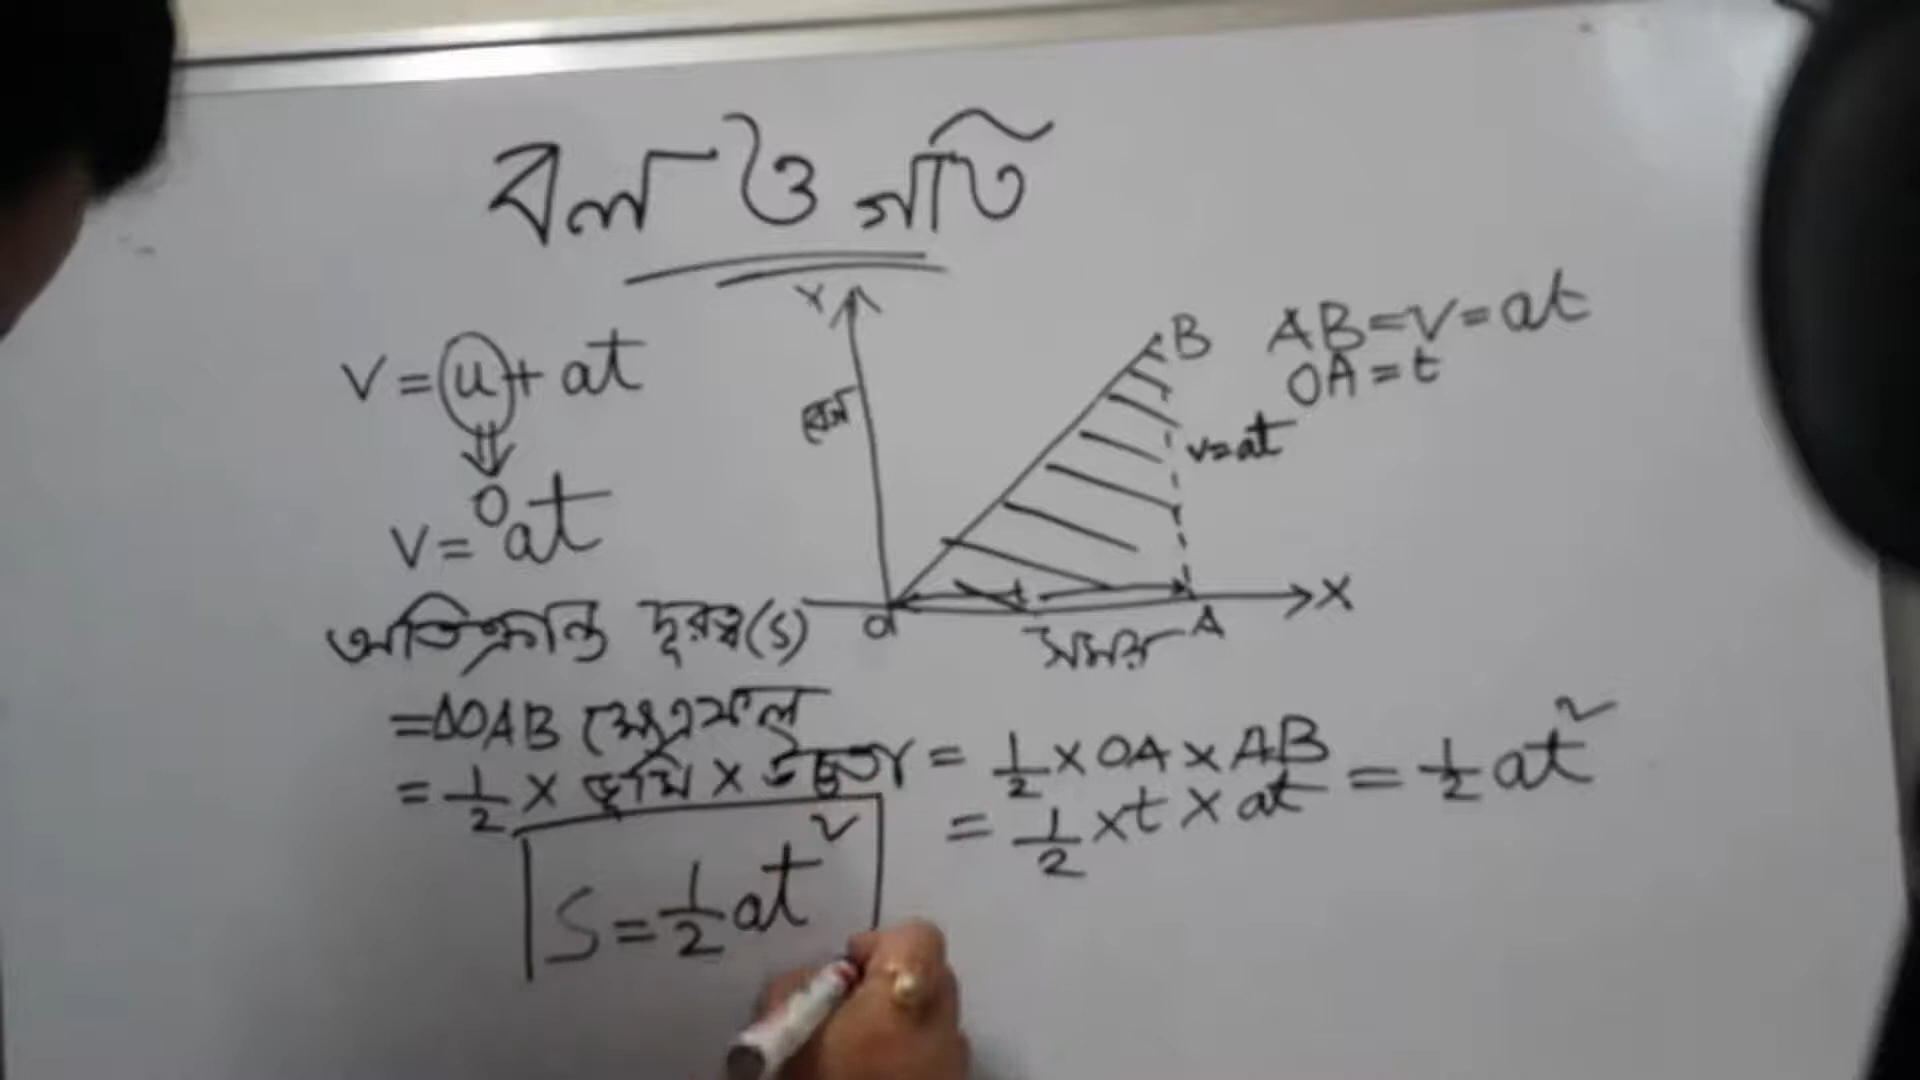 বল ও গতি
v = u + at
0
v = at
Y
বেগ
B
v=at
t
O
A
X
সময়
AB=v=at
OA=t
অতিক্রান্ত দূরত্ব(s)
=ΔOAB ক্ষেত্রফল
= 1/2 × ভূমি × উচ্চতা = 1/2 × OA × AB
= 1/2 × t × at = 1/2 at²
S = 1/2 at²